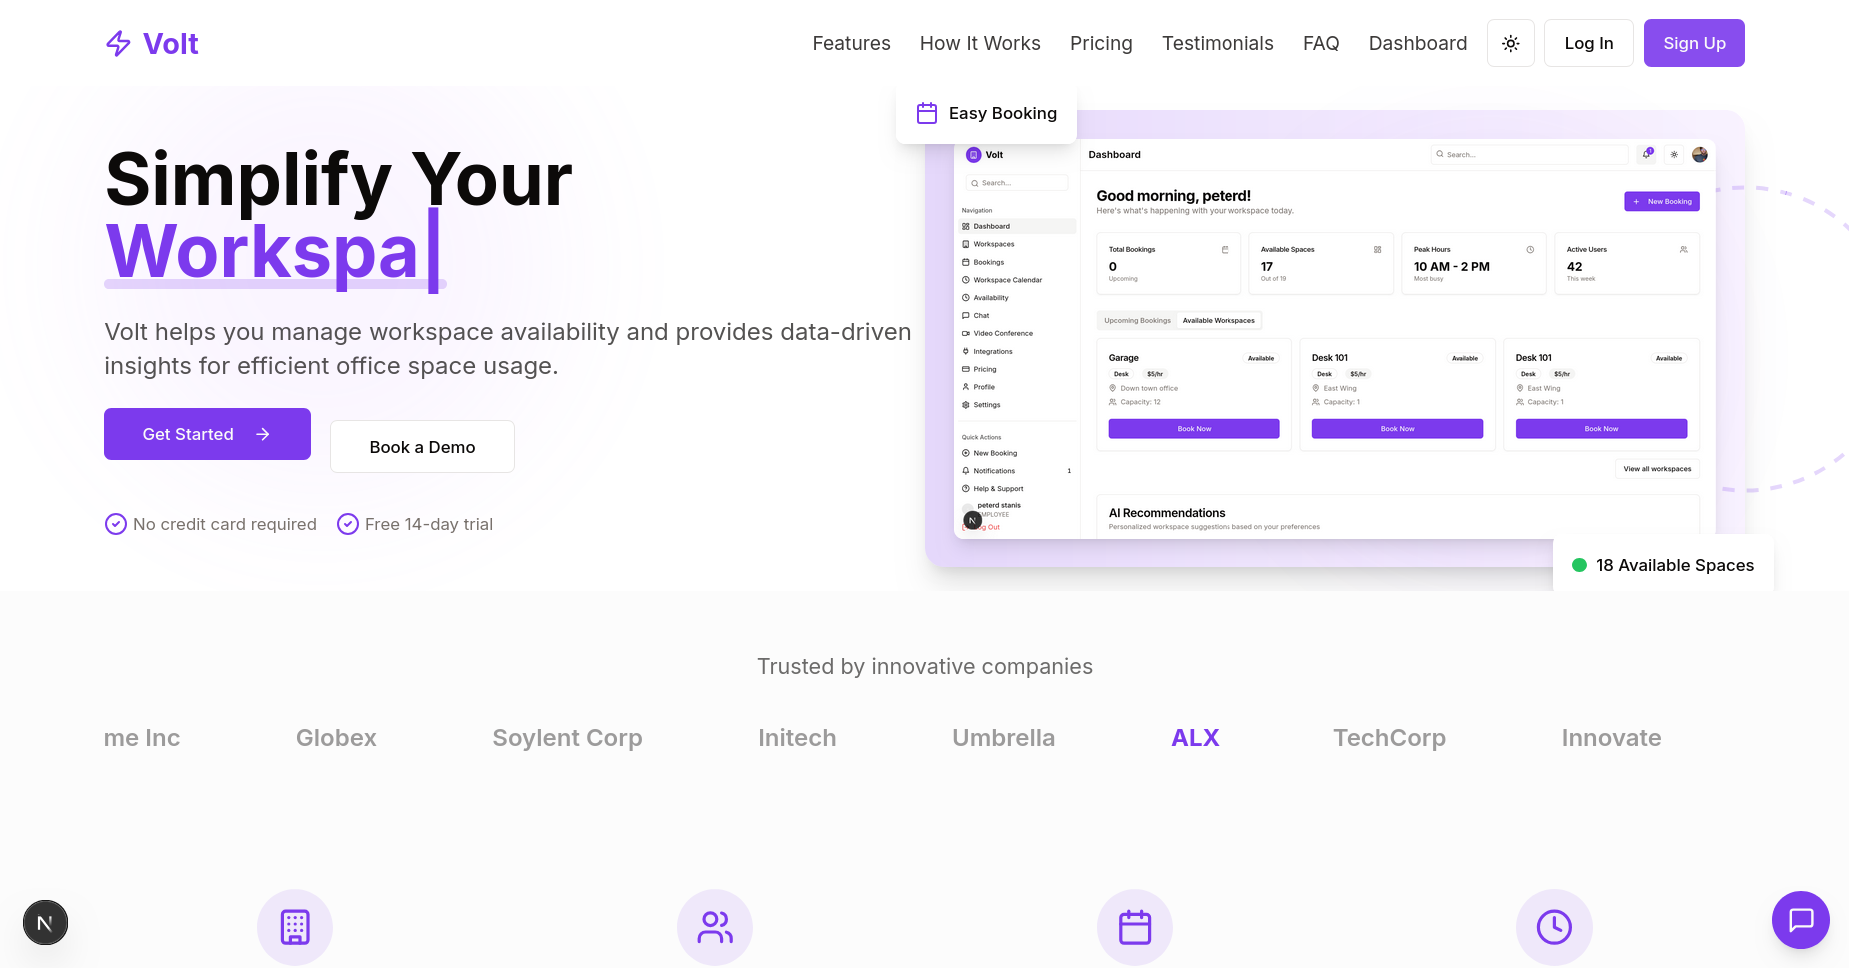 Volt
Features
How It Works
Pricing
Testimonials
FAQ
Dashboard
Log In
Sign Up
Simplify Your
Workspa|
Volt helps you manage workspace availability and provides data-driven
insights for efficient office space usage.
Get Started
Book a Demo
No credit card required
Free 14-day trial
Easy Booking
Volt
Search...
Navigation
Dashboard
Workspaces
Bookings
Workspace Calendar
Availability
Chat
Video Conference
Integrations
Pricing
Profile
Settings
Quick Actions
New Booking
Notifications 1
Help & Support
peterd stanis
Dashboard
Search...
Good morning, peterd!
Here's what's happening with your workspace today.
New Booking
Total Bookings
0
Upcoming
Available Spaces
17
Out of 19
Peak Hours
10 AM - 2 PM
Most busy
Active Users
42
This week
Upcoming Bookings
Available Workspaces
Garage
Available
Desk $5/hr
Down town office
Capacity: 12
Book Now
Desk 101
Available
Desk $5/hr
East Wing
Capacity: 1
Book Now
Desk 101
Available
Desk $5/hr
East Wing
Capacity: 1
Book Now
View all workspaces
AI Recommendations
Personalized workspace suggestions based on your preferences
18 Available Spaces
Trusted by innovative companies
me Inc
Globex
Soylent Corp
Initech
Umbrella
ALX
TechCorp
Innovate
N